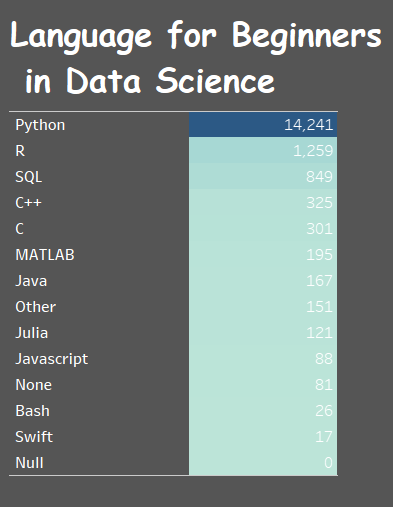 Language for Beginners
in Data Science
Python 14,241
R 1,259
SQL 849
C++ 325
C 301
MATLAB 195
Java 167
Other 151
Julia 121
Javascript 88
None 81
Bash 26
Swift 17
Null 0